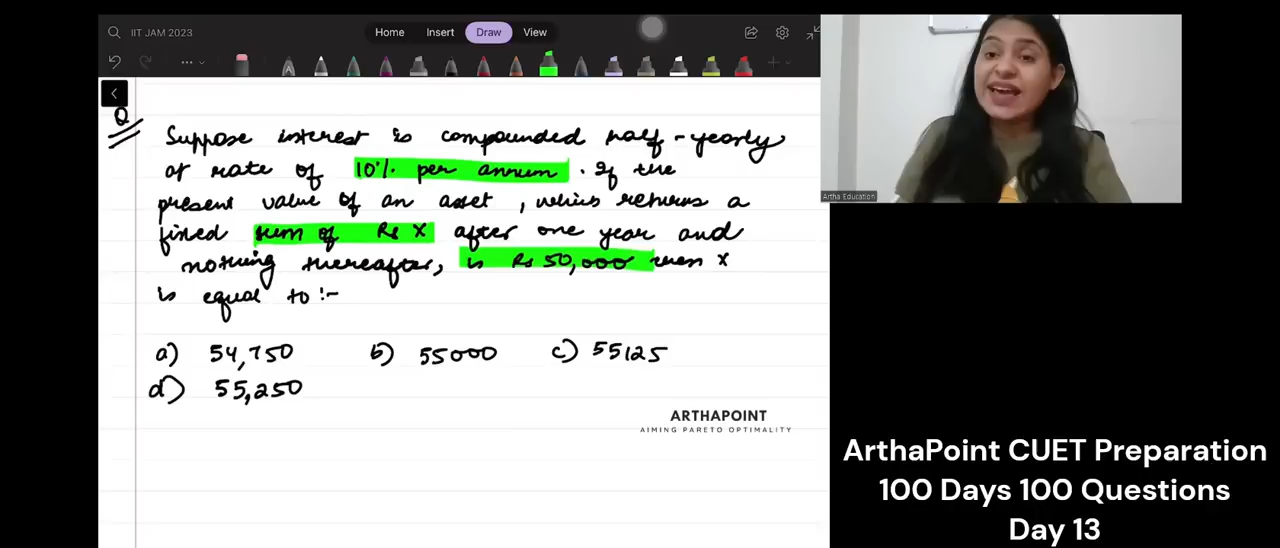 IIT JAM 2023
Home Insert Draw View
Q
Suppose interest is compounded half-yearly
at rate of 10% per annum. If the
present value of an asset, which returns a
fixed sum of Rs X after one year and
nothing thereafter, is Rs 50,000 then X
is equal to :-
a) 54,750 b) 55000 c) 55125
d) 55,250
ARTHAPOINT
AIMING PARETO OPTIMALITY
Artha Education
ArthaPoint CUET Preparation
100 Days 100 Questions
Day 13